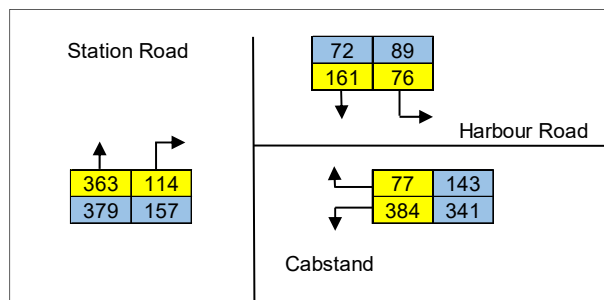 Station Road
72 89
161 76
Harbour Road
363 114
379 157
77 143
384 341
Cabstand